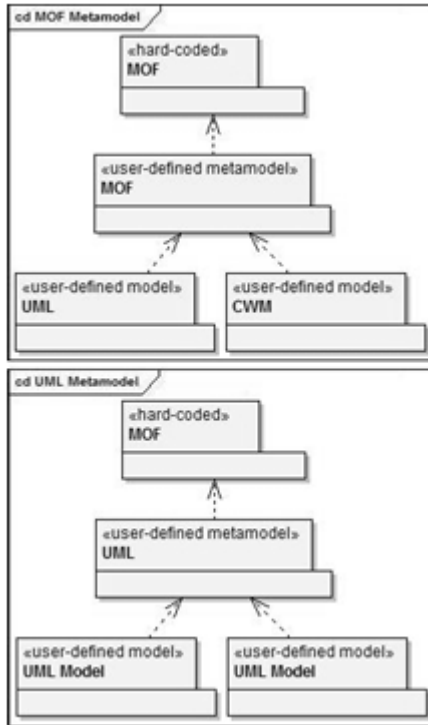 cd MOF Metamodel
«hard-coded»
MOF
«user-defined metamodel»
MOF
«user-defined model»
UML
«user-defined model»
CWM
cd UML Metamodel
«hard-coded»
MOF
«user-defined metamodel»
UML
«user-defined model»
UML Model
«user-defined model»
UML Model